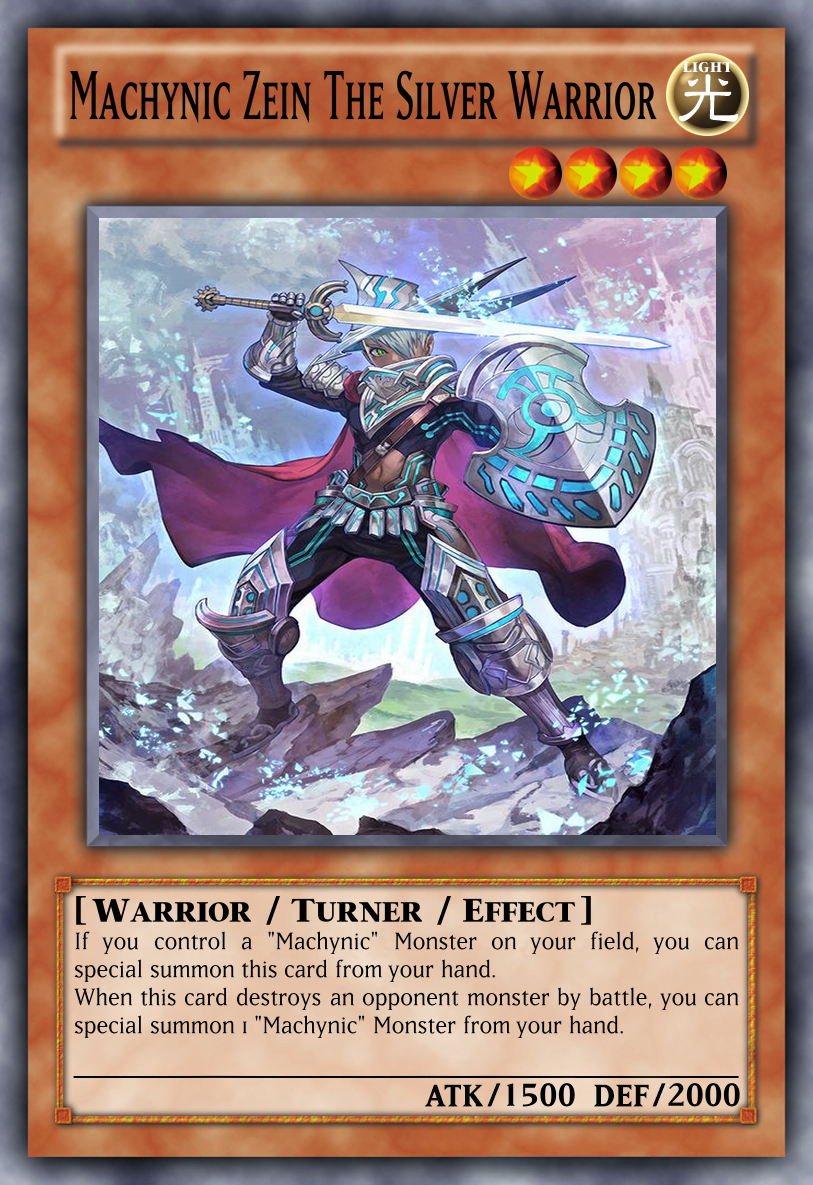 Machynic Zein The Silver Warrior
LIGHT
光
[ Warrior / Turner / Effect ]
If you control a "Machynic" Monster on your field, you can
special summon this card from your hand.
When this card destroys an opponent monster by battle, you can
special summon 1 "Machynic" Monster from your hand.
ATK/1500 DEF/2000